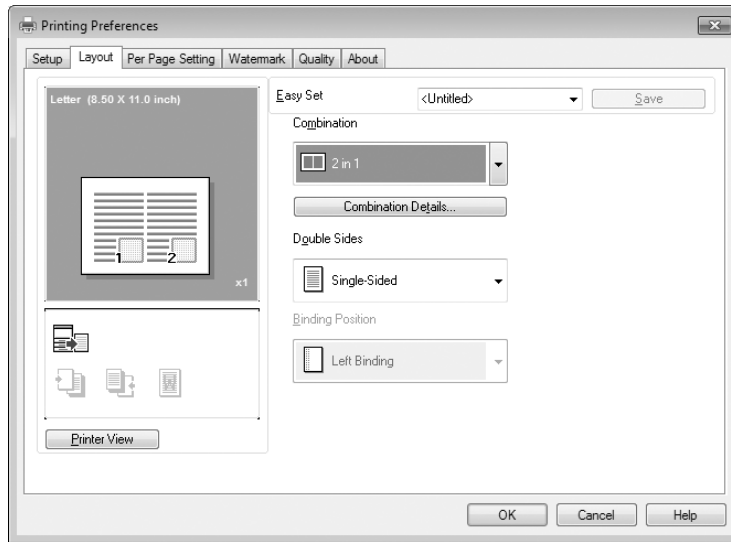 Printing Preferences
Setup Layout Per Page Setting Watermark Quality About
Letter (8.50 X 11.0 inch)
1 2
x1
Printer View
Easy Set <Untitled> Save
Combination
2 in 1
Combination Details...
Double Sides
Single-Sided
Binding Position
Left Binding
OK Cancel Help